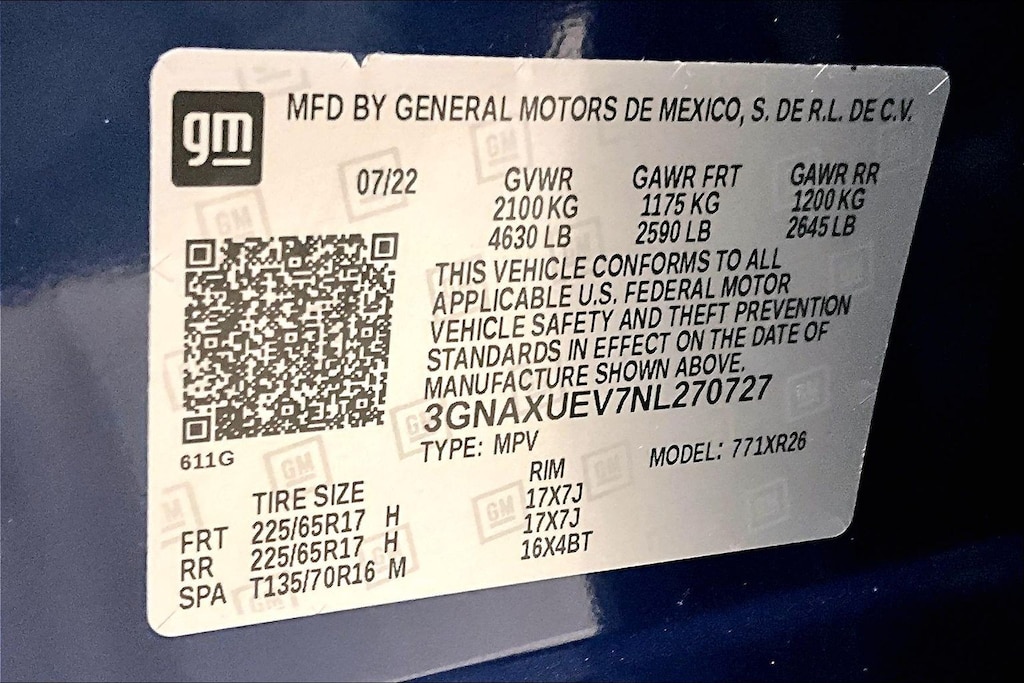 gm MFD BY GENERAL MOTORS DE MEXICO, S. DE R.L. DE C.V.
07/22 GVWR GAWR FRT GAWR RR
2100 KG 1175 KG 1200 KG
4630 LB 2590 LB 2645 LB
THIS VEHICLE CONFORMS TO ALL
APPLICABLE U.S. FEDERAL MOTOR
VEHICLE SAFETY AND THEFT PREVENTION
STANDARDS IN EFFECT ON THE DATE OF
MANUFACTURE SHOWN ABOVE.
3GNAXUEV7NL270727
TYPE: MPV MODEL: 771XR26
611G
TIRE SIZE RIM
FRT 225/65R17 H 17X7J
RR 225/65R17 H 17X7J
SPA T135/70R16 M 16X4BT